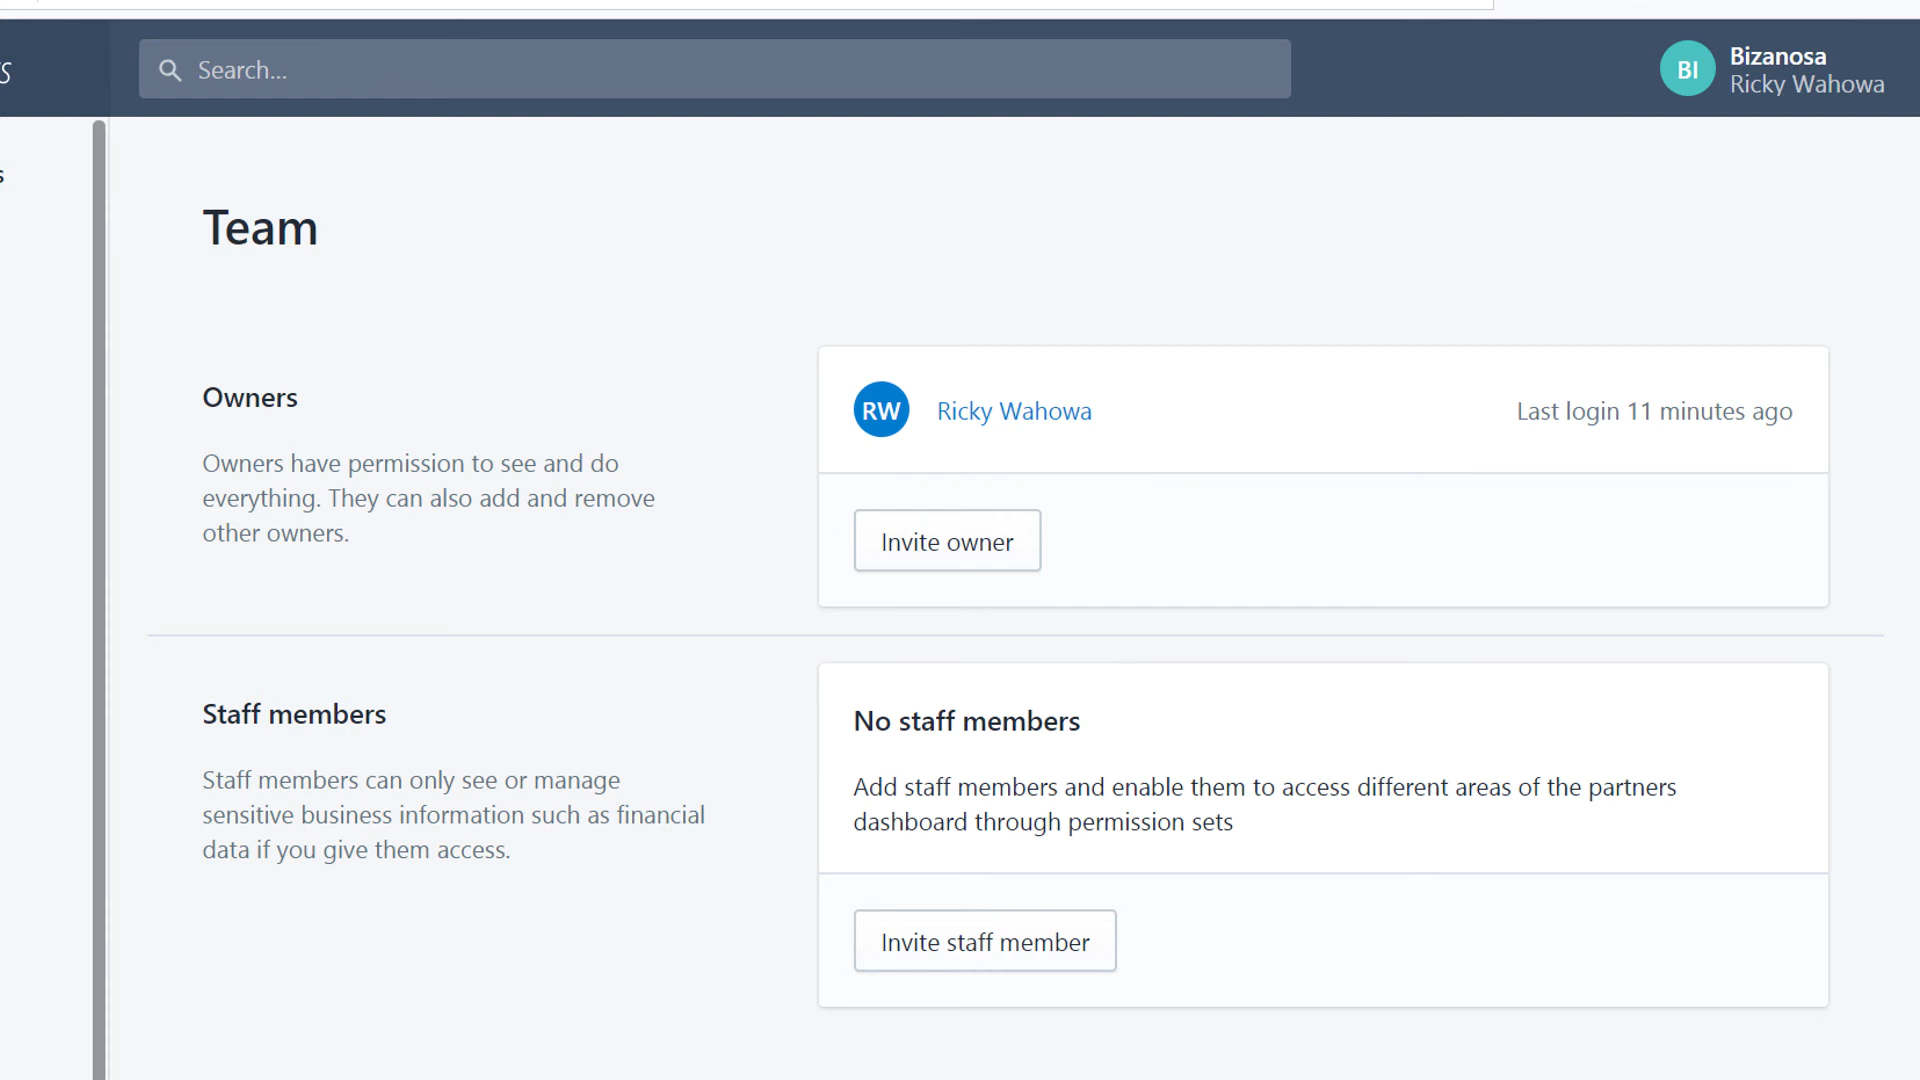 Search...
BI
Bizanosa
Ricky Wahowa
Team
Owners
Owners have permission to see and do
everything. They can also add and remove
other owners.
RW
Ricky Wahowa
Last login 11 minutes ago
Invite owner
Staff members
Staff members can only see or manage
sensitive business information such as financial
data if you give them access.
No staff members
Add staff members and enable them to access different areas of the partners
dashboard through permission sets
Invite staff member